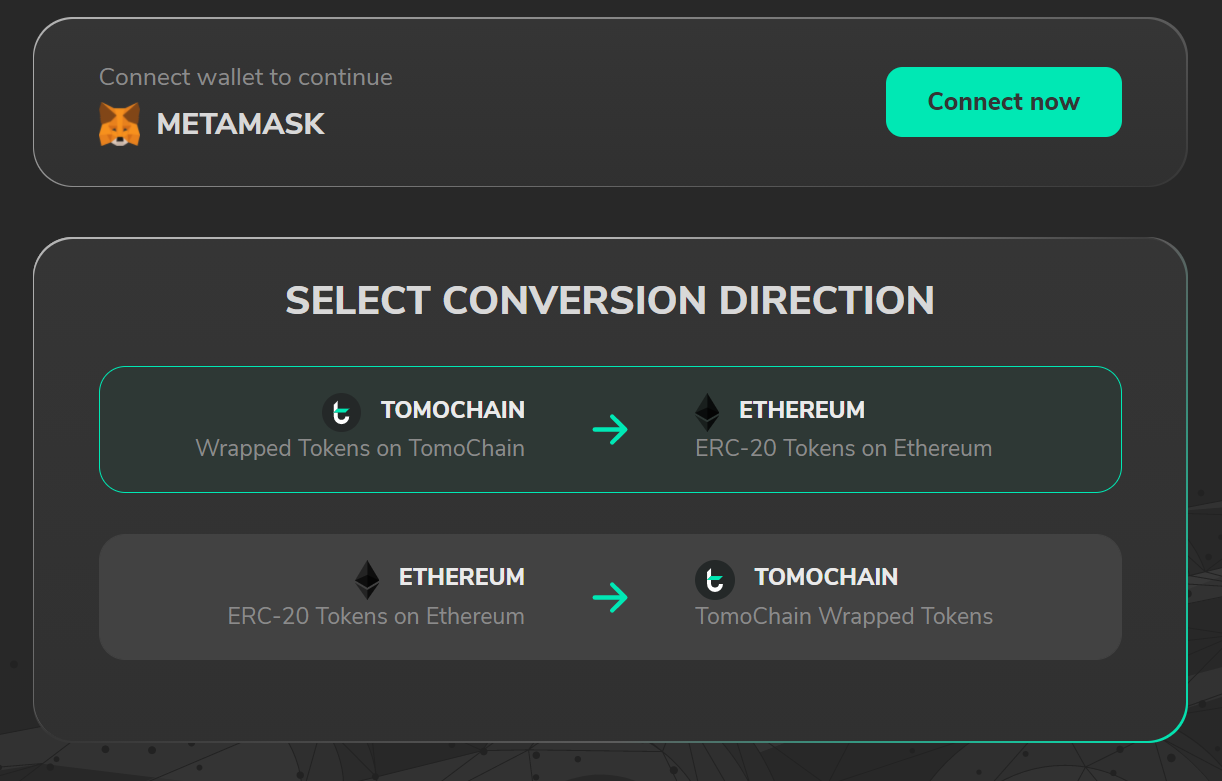 Connect wallet to continue
METAMASK
Connect now
SELECT CONVERSION DIRECTION
TOMOCHAIN
Wrapped Tokens on TomoChain
ETHEREUM
ERC-20 Tokens on Ethereum
ETHEREUM
ERC-20 Tokens on Ethereum
TOMOCHAIN
TomoChain Wrapped Tokens